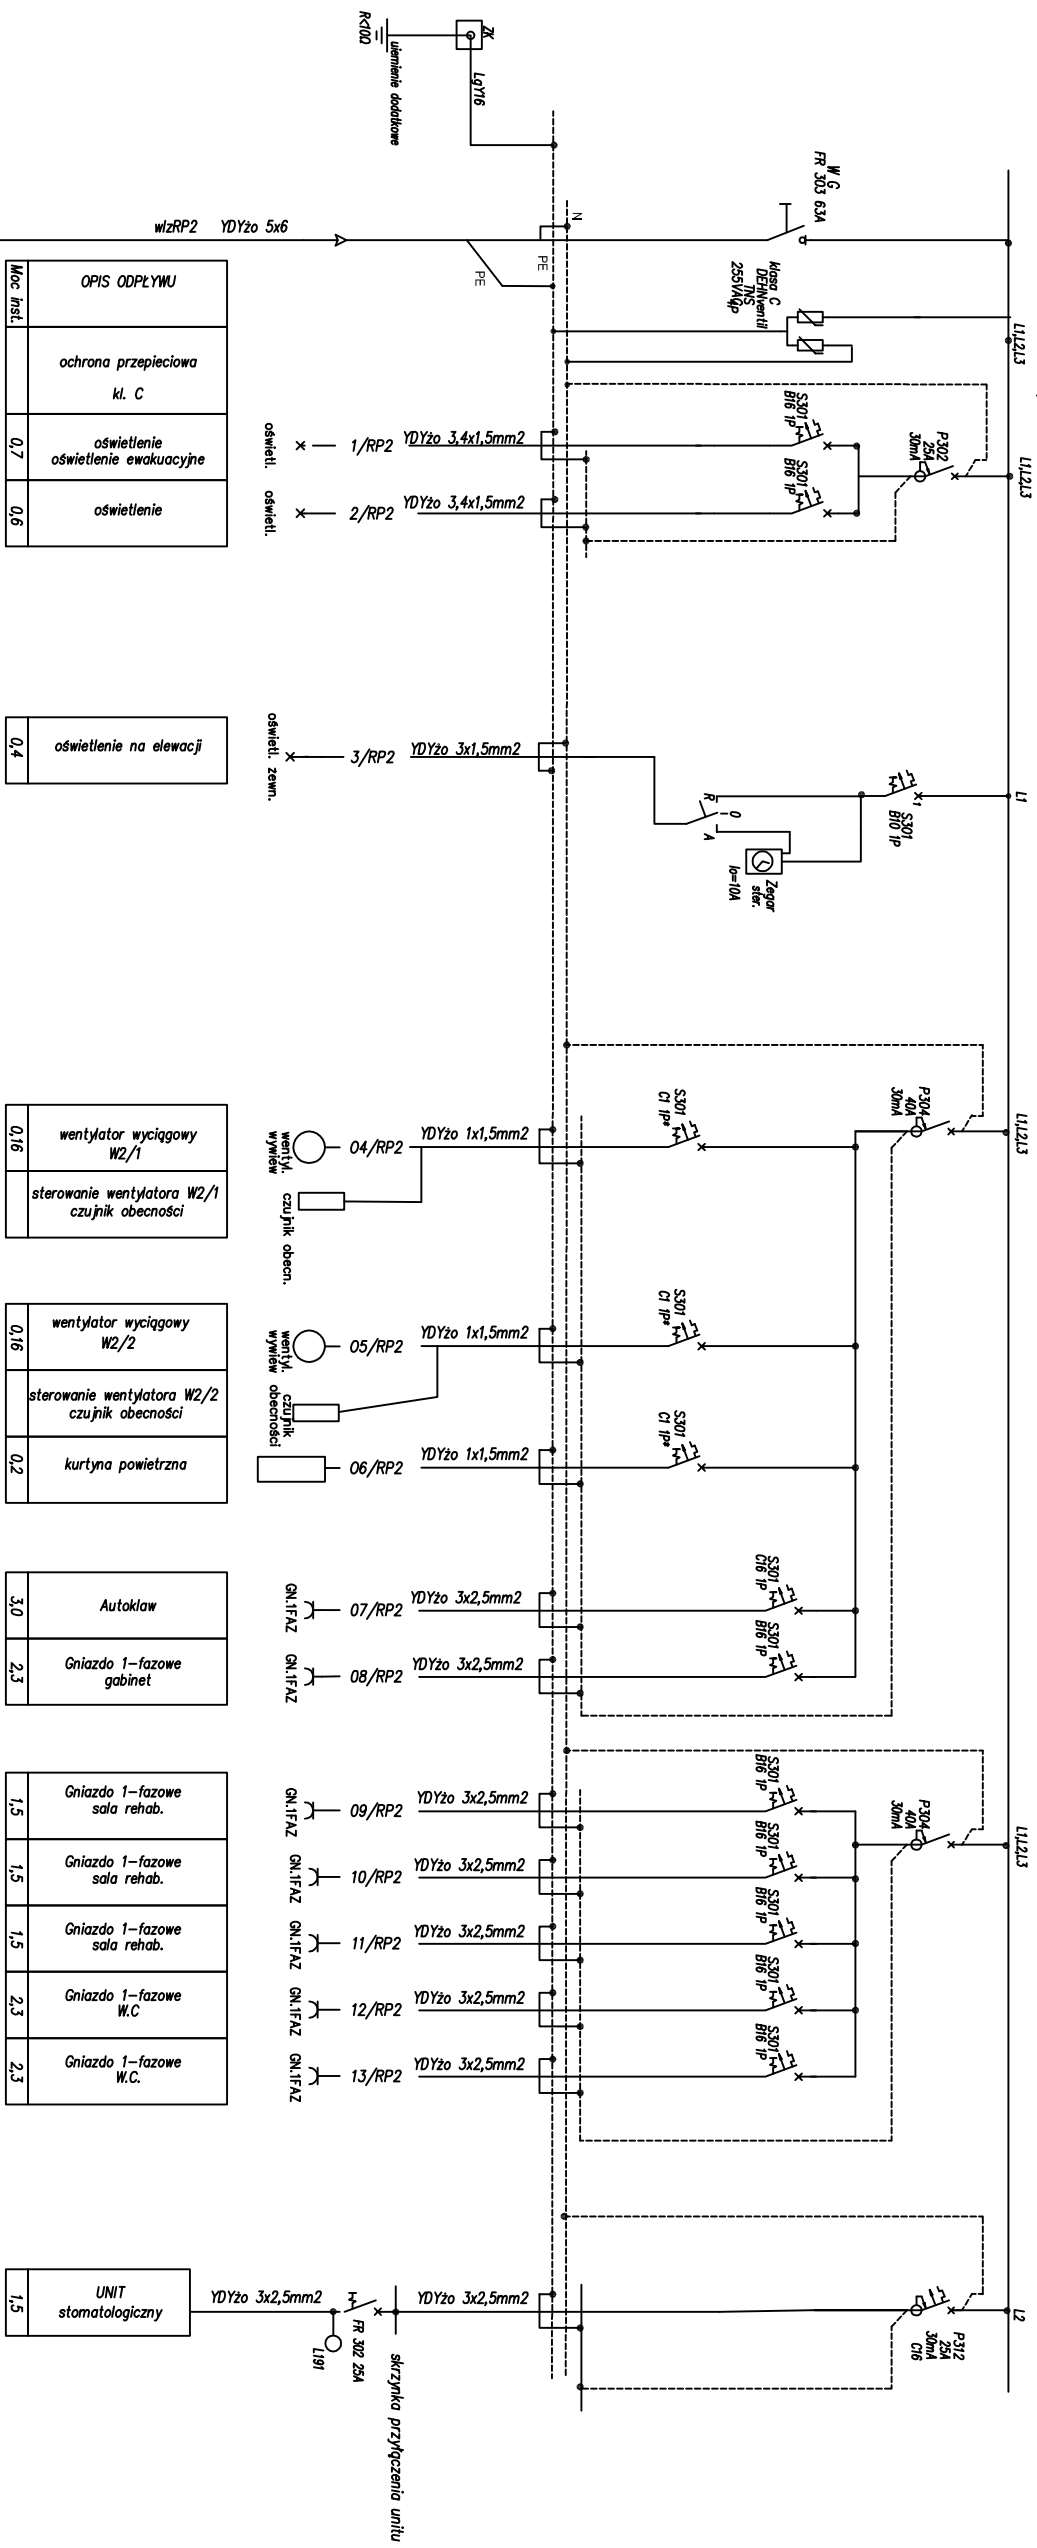 ZK
LgY16
uiemienie dodatkowe
R<10Ω
W G
FR 303 63A
N
wlzRP2 YDYżo 5x6
PE
PE
klasa C
DEHNventil
TNS
255VAC
L1,L2,L3
OPIS ODPŁYWU
Moc inst.
ochrona przepieciowa
kl. C
oświetlenie
oświetlenie ewakuacyjne
0,7
oświetl.
1/RP2
YDYżo 3,4x1,5mm2
S301
B16 1P
P302
25A
30mA
L1,L2,L3
oświetlenie
0,6
oświetl.
2/RP2
YDYżo 3,4x1,5mm2
S301
B16 1P
oświetlenie na elewacji
0,4
oświetl. zewn.
3/RP2
YDYżo 3x1,5mm2
R
0
A
1
S301
B10 1P
L1
Zegar
ster.
Io=10A
wentylator wyciągowy
W2/1
0,16
wentyl.
wywiew
04/RP2
YDYżo 1x1,5mm2
S301
C1 1P*
P304
40A
30mA
L1,L2,L3
sterowanie wentylatora W2/1
czujnik obecności
czujnik obecn.
wentylator wyciągowy
W2/2
0,16
wentyl.
wywiew
05/RP2
YDYżo 1x1,5mm2
S301
C1 1P*
sterowanie wentylatora W2/2
czujnik obecności
czujnik
obecności
kurtyna powietrzna
0,2
06/RP2
YDYżo 1x1,5mm2
S301
C1 1P*
Autoklaw
3,0
GN.1FAZ
07/RP2
YDYżo 3x2,5mm2
S301
C16 1P
Gniazdo 1-fazowe
gabinet
2,3
GN.1FAZ
08/RP2
YDYżo 3x2,5mm2
S301
B16 1P
Gniazdo 1-fazowe
sala rehab.
1,5
GN.1FAZ
09/RP2
YDYżo 3x2,5mm2
S301
B16 1P
P304
40A
30mA
L1,L2,L3
Gniazdo 1-fazowe
sala rehab.
1,5
GN.1FAZ
10/RP2
YDYżo 3x2,5mm2
S301
B16 1P
Gniazdo 1-fazowe
sala rehab.
1,5
GN.1FAZ
11/RP2
YDYżo 3x2,5mm2
S301
B16 1P
Gniazdo 1-fazowe
W.C
2,3
GN.1FAZ
12/RP2
YDYżo 3x2,5mm2
S301
B16 1P
Gniazdo 1-fazowe
W.C.
2,3
GN.1FAZ
13/RP2
YDYżo 3x2,5mm2
S301
B16 1P
UNIT
stomatologiczny
1,5
YDYżo 3x2,5mm2
L191
FR 302 25A
skrzynka przyłączenia unitu
YDYżo 3x2,5mm2
P312
25A
30mA
C16
L2